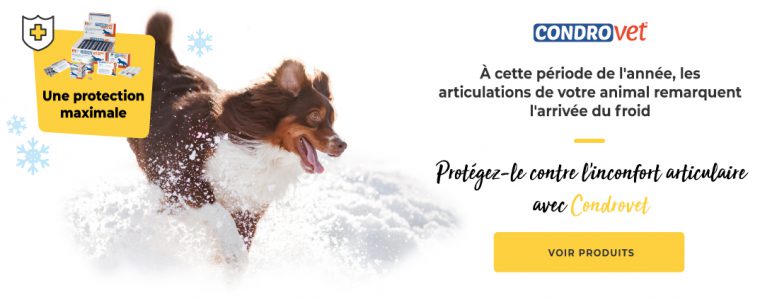 Une protection
maximale
CONDROvet
À cette période de l'année, les
articulations de votre animal remarquent
l'arrivée du froid
Protégez-le contre l'inconfort articulaire
avec Condrovet
VOIR PRODUITS